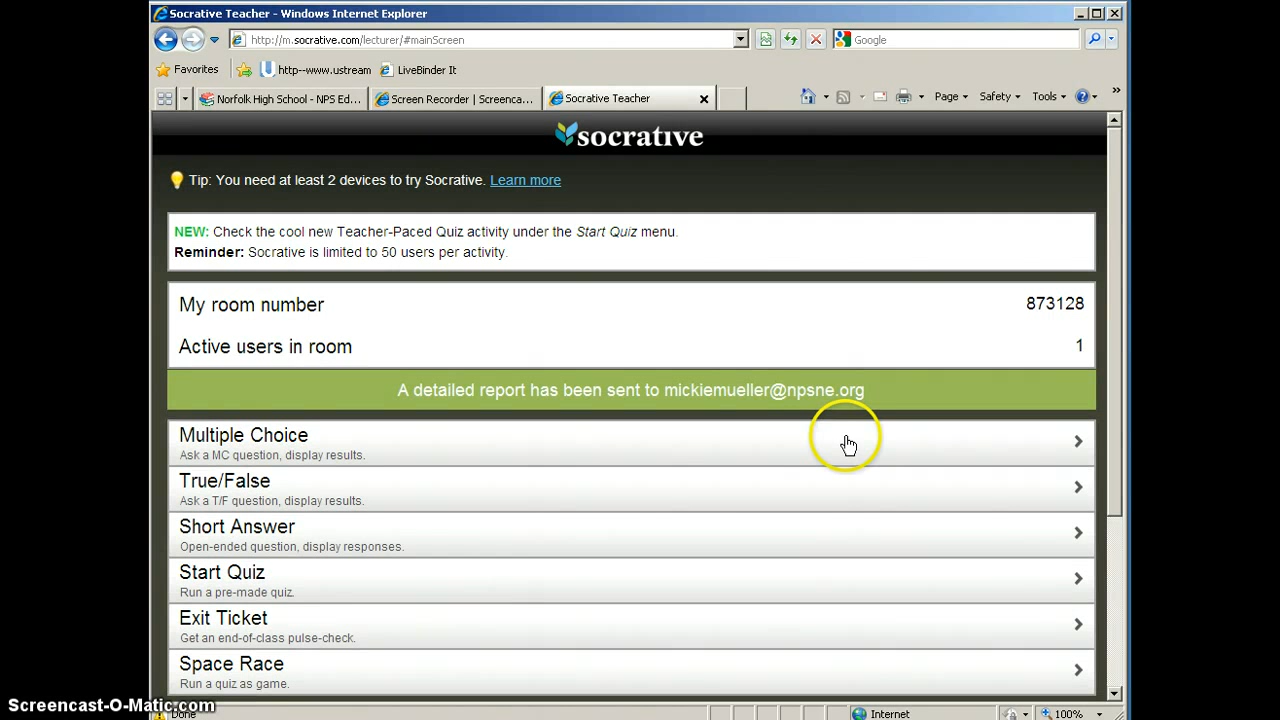 Socrative Teacher - Windows Internet Explorer
http://m.socrative.com/lecturer/#mainScreen
Google
Favorites
http--www.ustream
LiveBinder It
Norfolk High School - NPS Ed...
Screen Recorder | Screenca...
Socrative Teacher
Page
Safety
Tools
socrative
Tip: You need at least 2 devices to try Socrative. Learn more
NEW: Check the cool new Teacher-Paced Quiz activity under the Start Quiz menu.
Reminder: Socrative is limited to 50 users per activity.
My room number 873128
Active users in room 1
A detailed report has been sent to mickiemueller@npsne.org
Multiple Choice
Ask a MC question, display results.
True/False
Ask a T/F question, display results.
Short Answer
Open-ended question, display responses.
Start Quiz
Run a pre-made quiz.
Exit Ticket
Get an end-of-class pulse-check.
Space Race
Run a quiz as game.
Screencast-O-Matic.com
Done
Internet
100%